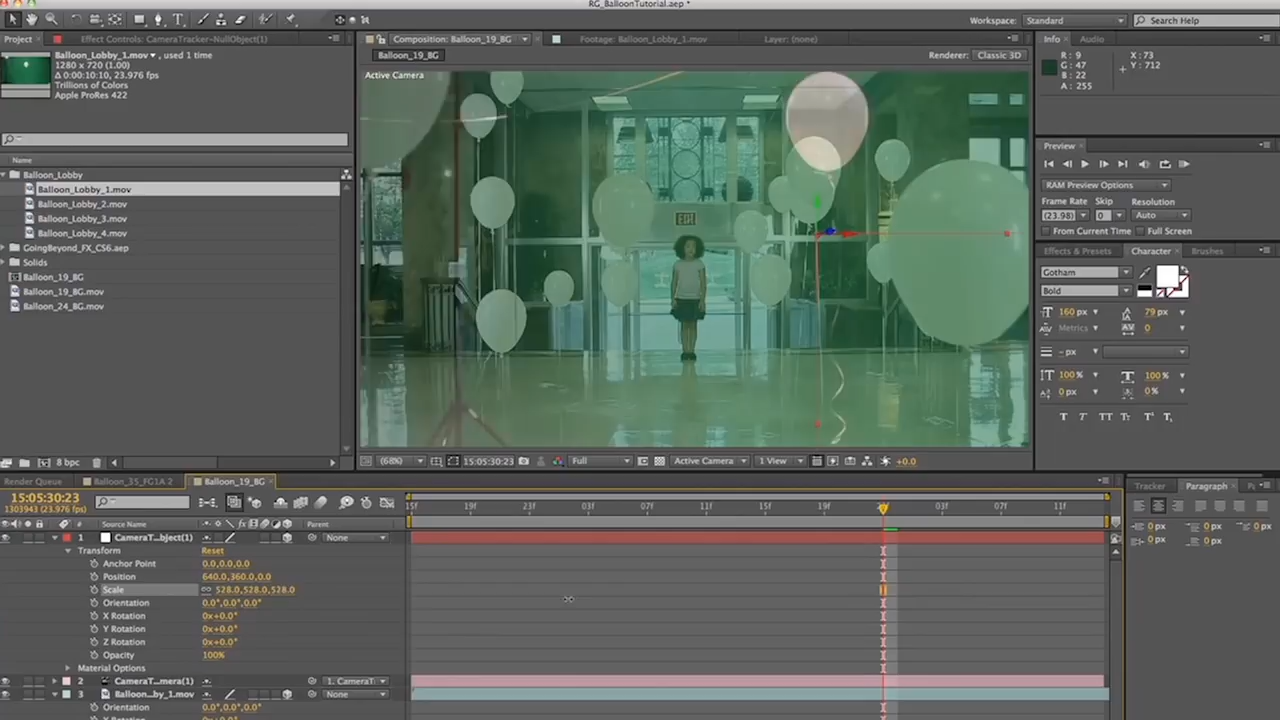 RG_BalloonTutorial.aep *
Workspace: Standard
Search Help
Project
Effect Controls: CameraTracker~NullObject(1)
Composition: Balloon_19_BG
Footage: Balloon_Lobby_1.mov
Layer: (none)
Info
Audio
Balloon_Lobby_1.mov ▾, used 1 time
1280 x 720 (1.00)
Δ 0:00:10:10, 23.976 fps
Trillions of Colors
Apple ProRes 422
Balloon_19_BG
Renderer: Classic 3D
Active Camera
R : 9
G : 47
B : 22
A : 255
X : 73
Y : 712
Name
Balloon_Lobby
Balloon_Lobby_1.mov
Balloon_Lobby_2.mov
Balloon_Lobby_3.mov
Balloon_Lobby_4.mov
GoingBeyond_FX_CS6.aep
Solids
Balloon_19_BG
Balloon_19_BG.mov
Balloon_24_BG.mov
EXIT
Preview
RAM Preview Options
Frame Rate Skip Resolution
(23.98) 0 Auto
From Current Time Full Screen
Effects & Presets Character Brushes
Gotham
Bold
160 px 79 px
Metrics 0
- px
100 % 100 %
0 px 0 %
T T TT Tt T¹ T₁
8 bpc
(68%) 15:05:30:23 Full Active Camera 1 View +0.0
Render Queue Balloon_35_FG1A 2 Balloon_19_BG
Tracker Paragraph
15:05:30:23
1303943 (23.976 fps)
15f 19f 23f 03f 07f 11f 15f 19f 03f 07f 11f
0 px 0 px 0 px
0 px 0 px
# Source Name Parent
1 CameraT...bject(1) None
Transform Reset
Anchor Point 0.0,0.0,0.0
Position 640.0,360.0,0.0
Scale 528.0,528.0,528.0
Orientation 0.0°,0.0°,0.0°
X Rotation 0x+0.0°
Y Rotation 0x+0.0°
Z Rotation 0x+0.0°
Opacity 100%
Material Options
2 CameraT...mera(1) 1. CameraT
3 Balloon...by_1.mov None
Orientation 0.0°,0.0°,0.0°